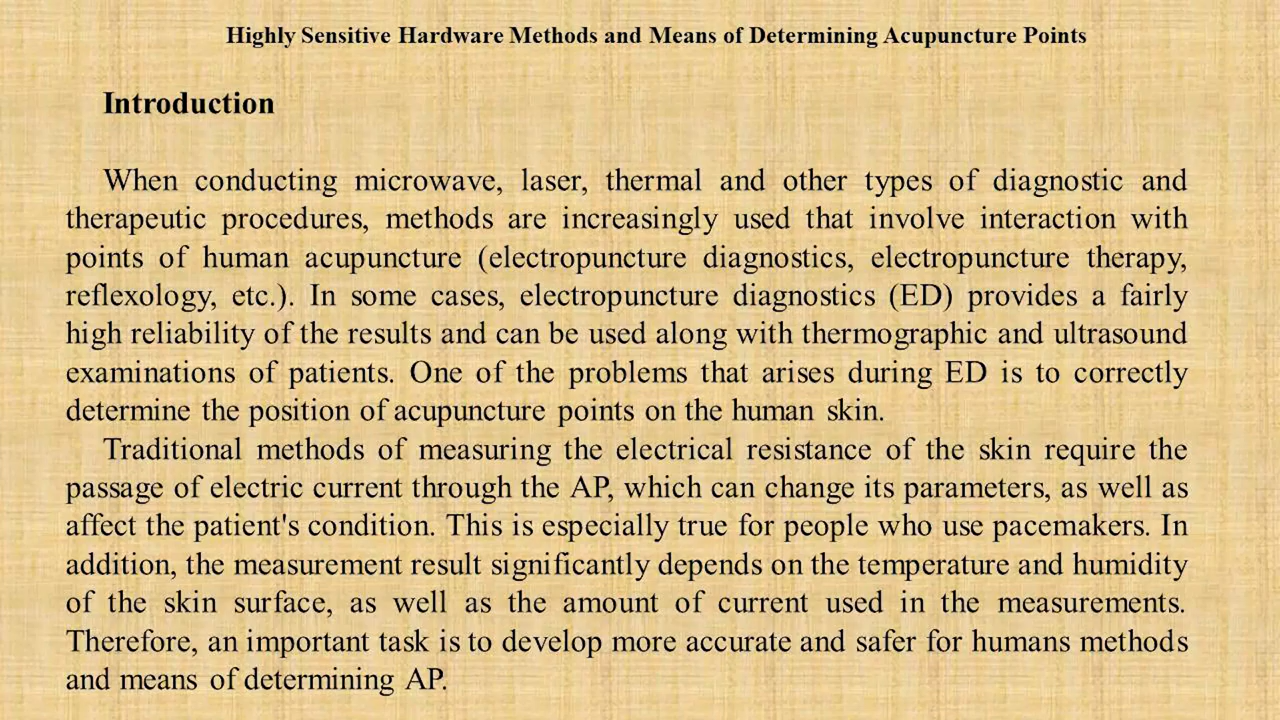 Highly Sensitive Hardware Methods and Means of Determining Acupuncture Points
Introduction
When conducting microwave, laser, thermal and other types of diagnostic and
therapeutic procedures, methods are increasingly used that involve interaction with
points of human acupuncture (electropuncture diagnostics, electropuncture therapy,
reflexology, etc.). In some cases, electropuncture diagnostics (ED) provides a fairly
high reliability of the results and can be used along with thermographic and ultrasound
examinations of patients. One of the problems that arises during ED is to correctly
determine the position of acupuncture points on the human skin.
Traditional methods of measuring the electrical resistance of the skin require the
passage of electric current through the AP, which can change its parameters, as well as
affect the patient's condition. This is especially true for people who use pacemakers. In
addition, the measurement result significantly depends on the temperature and humidity
of the skin surface, as well as the amount of current used in the measurements.
Therefore, an important task is to develop more accurate and safer for humans methods
and means of determining AP.